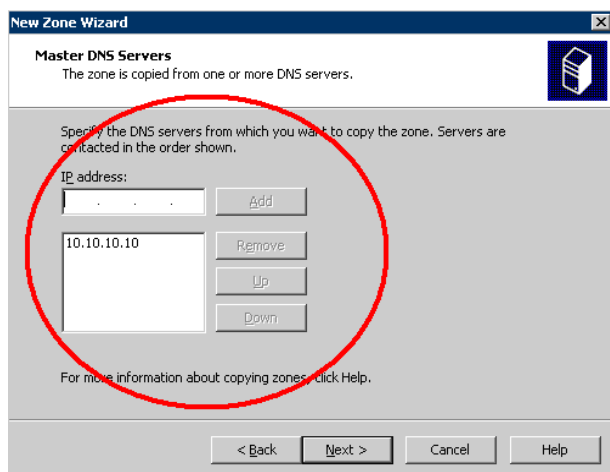 New Zone Wizard
Master DNS Servers
The zone is copied from one or more DNS servers.
Specify the DNS servers from which you want to copy the zone. Servers are
contacted in the order shown.
IP address:
. . .
Add
10.10.10.10
Remove
Up
Down
For more information about copying zones, click Help.
< Back
Next >
Cancel
Help